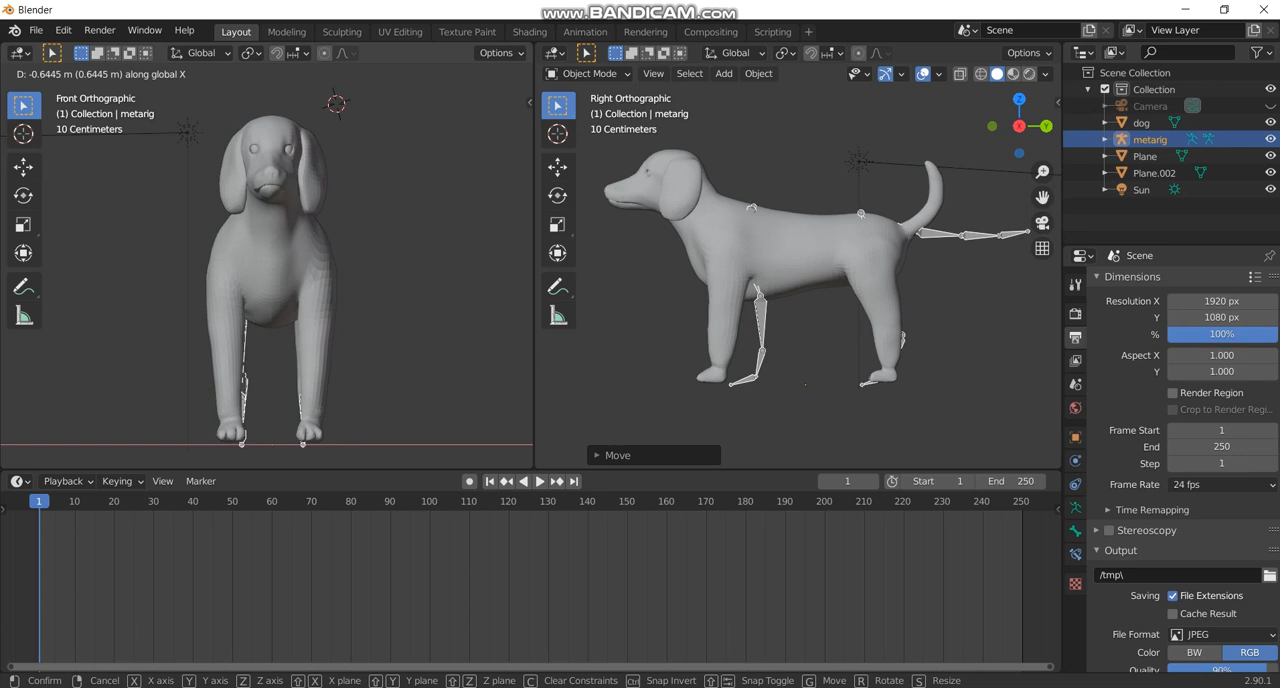 Blender
www.BANDICAM.com
File Edit Render Window Help Layout Modeling Sculpting UV Editing Texture Paint Shading Animation Rendering Compositing Scripting + Scene View Layer
Global Options Global Options
D: -0.6445 m (0.6445 m) along global X
Object Mode View Select Add Object
Front Orthographic
(1) Collection | metarig
10 Centimeters
Right Orthographic
(1) Collection | metarig
10 Centimeters
Z
X
Y
Move
Scene Collection
Collection
Camera
dog
metarig
Plane
Plane.002
Sun
Scene
Dimensions
Resolution X 1920 px
Y 1080 px
% 100%
Aspect X 1.000
Y 1.000
Render Region
Crop to Render Regi...
Frame Start 1
End 250
Step 1
Frame Rate 24 fps
Time Remapping
Stereoscopy
Output
/tmp\
Saving File Extensions
Cache Result
File Format JPEG
Color BW RGB
Quality 90%
Playback Keying View Marker 1 Start 1 End 250
1 10 20 30 40 50 60 70 80 90 100 110 120 130 140 150 160 170 180 190 200 210 220 230 240 250
Confirm Cancel X X axis Y Y axis Z Z axis X X plane Y Y plane Z Z plane C Clear Constraints Ctrl Snap Invert Snap Toggle G Move R Rotate S Resize 2.90.1